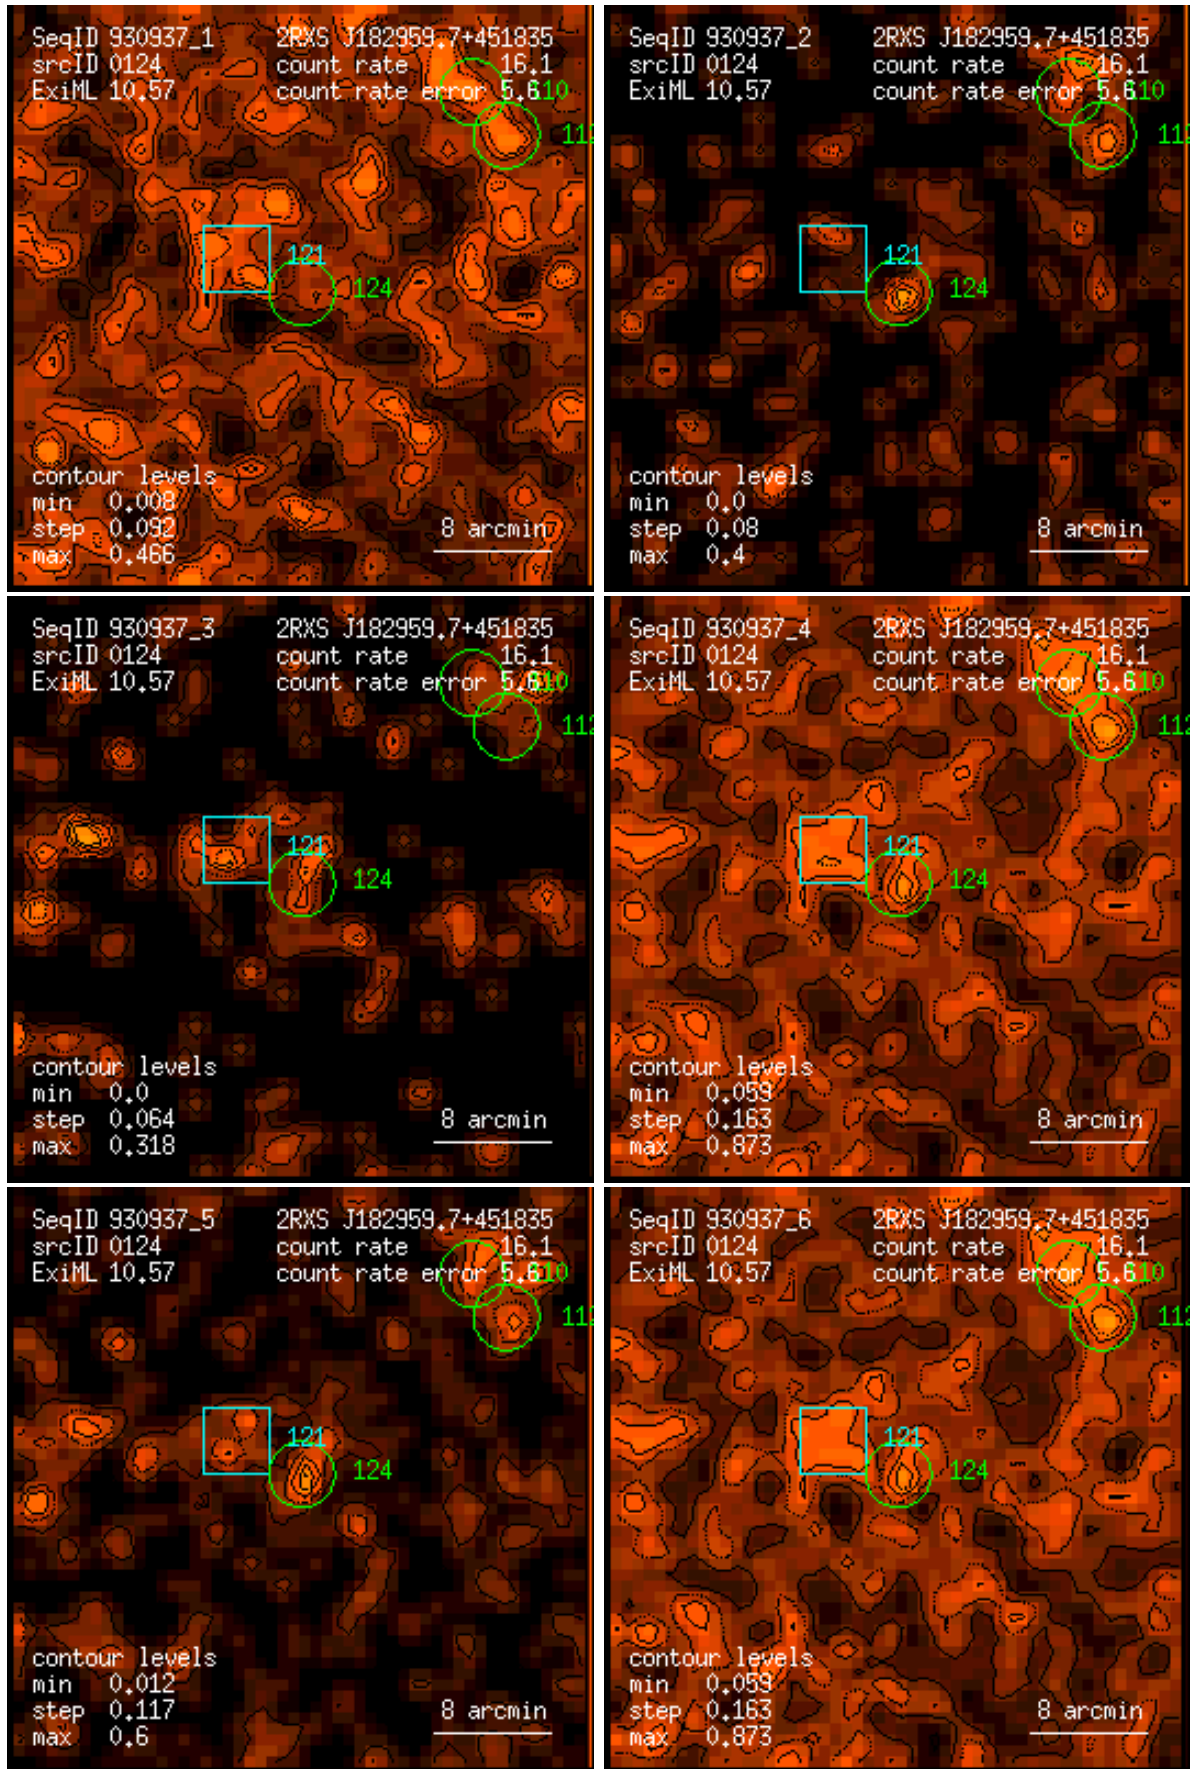 SeqID 930937_1 2RXS J182959.7+451835
srcID 0124 count rate 16.1
ExiML 10.57 count rate error 5.6
112
121
124
contour levels
min 0.008
step 0.092 8 arcmin
max 0.466
SeqID 930937_2 2RXS J182959.7+451835
srcID 0124 count rate 16.1
ExiML 10.57 count rate error 5.6
112
121
124
contour levels
min 0.0
step 0.08 8 arcmin
max 0.4
SeqID 930937_3 2RXS J182959.7+451835
srcID 0124 count rate 16.1
ExiML 10.57 count rate error 5.6
112
121
124
contour levels
min 0.0
step 0.064 8 arcmin
max 0.318
SeqID 930937_4 2RXS J182959.7+451835
srcID 0124 count rate 16.1
ExiML 10.57 count rate error 5.6
112
121
124
contour levels
min 0.059
step 0.163 8 arcmin
max 0.873
SeqID 930937_5 2RXS J182959.7+451835
srcID 0124 count rate 16.1
ExiML 10.57 count rate error 5.6
112
121
124
contour levels
min 0.012
step 0.117 8 arcmin
max 0.6
SeqID 930937_6 2RXS J182959.7+451835
srcID 0124 count rate 16.1
ExiML 10.57 count rate error 5.6
112
121
124
contour levels
min 0.059
step 0.163 8 arcmin
max 0.873